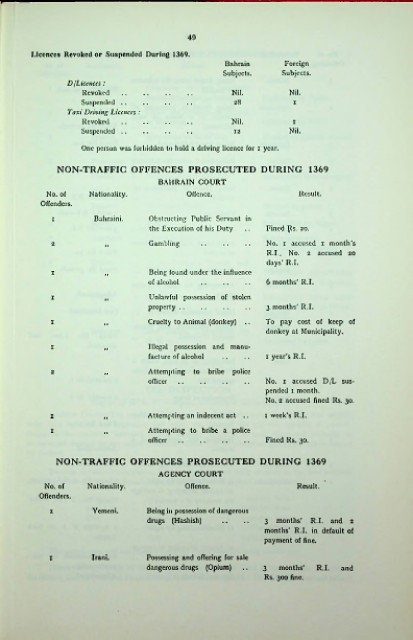 49
Licences Revoked or Suspended During 1369.
Bahrain Foreign
Subjects. Subjects.
D/Licences :
Revoked .. .. .. .. Nil. Nil.
Suspended .. .. .. .. 28 1
Taxi Driving Licences :
Revoked .. .. .. .. Nil. 1
Suspended .. .. .. .. 12 Nil.
One person was forbidden to hold a driving licence for 1 year.
NON-TRAFFIC OFFENCES PROSECUTED DURING 1369
BAHRAIN COURT
No. of Nationality. Offence. Result.
Offenders.
1 Bahraini. Obstructing Public Servant in
the Execution of his Duty .. Fined Rs. 20.
2 ,, Gambling .. .. .. No. 1 accused 1 month's
R.I., No. 2 accused 20
days' R.I.
1 ,, Being found under the influence
of alcohol .. .. .. 6 months' R.I.
1 ,, Unlawful possession of stolen
property .. .. .. .. 3 months' R.I.
1 ,, Cruelty to Animal (donkey) .. To pay cost of keep of
donkey at Municipality.
1 ,, Illegal possession and manu-
facture of alcohol .. .. 1 year's R.I.
2 ,, Attempting to bribe police
officer .. .. .. .. No. 1 accused D/L sus-
pended 1 month.
No. 2 accused fined Rs. 30.
,, Attempting an indecent act .. 1 week's R.I.
1 ,, Attempting to bribe a police
officer .. .. .. .. Fined Rs. 30.
NON-TRAFFIC OFFENCES PROSECUTED DURING 1369
AGENCY COURT
No. of Nationality. Offence. Result.
Offenders.
1 Yemeni. Being in possession of dangerous
drugs (Hashish) .. .. 3 months' R.I. and 2
months' R.I. in default of
payment of fine.
1 Irani. Possessing and offering for sale
dangerous drugs (Opium) .. 3 months' R.I. and
Rs. 300 fine.